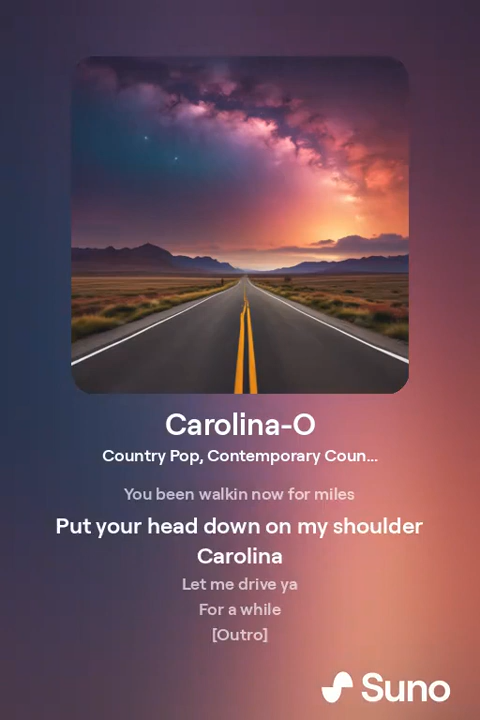 Carolina-O
Country Pop, Contemporary Coun...
You been walkin now for miles
Put your head down on my shoulder
Carolina
Let me drive ya
For a while
[Outro]
Suno